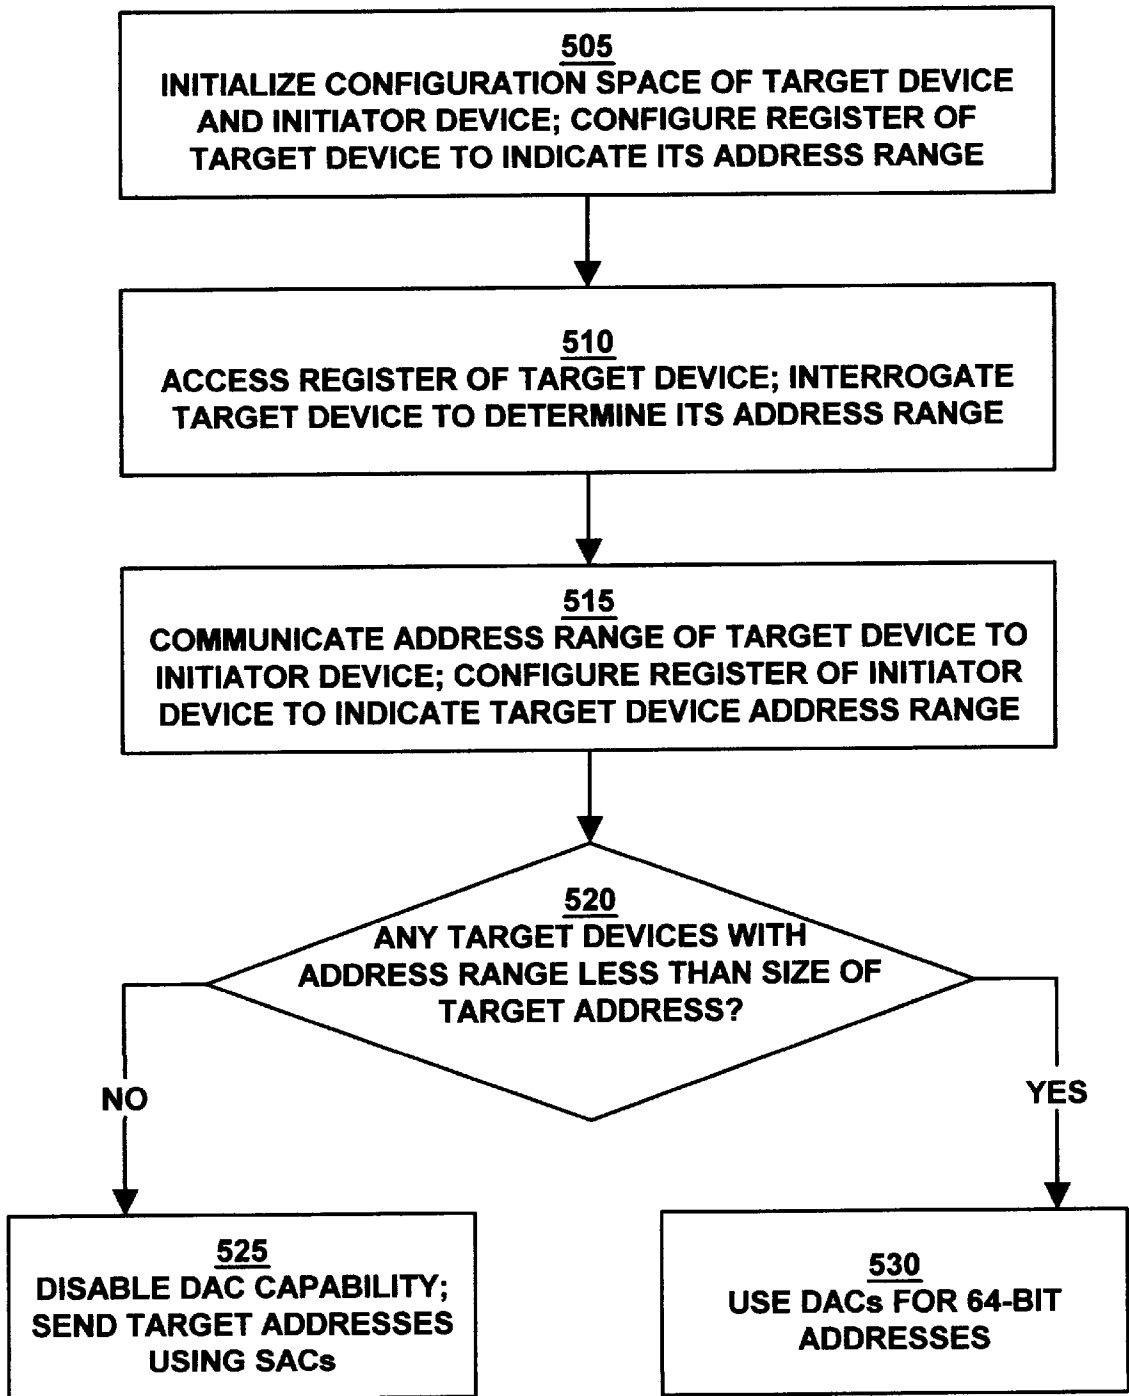 505
INITIALIZE CONFIGURATION SPACE OF TARGET DEVICE
AND INITIATOR DEVICE; CONFIGURE REGISTER OF
TARGET DEVICE TO INDICATE ITS ADDRESS RANGE
510
ACCESS REGISTER OF TARGET DEVICE; INTERROGATE
TARGET DEVICE TO DETERMINE ITS ADDRESS RANGE
515
COMMUNICATE ADDRESS RANGE OF TARGET DEVICE TO
INITIATOR DEVICE; CONFIGURE REGISTER OF INITIATOR
DEVICE TO INDICATE TARGET DEVICE ADDRESS RANGE
520
ANY TARGET DEVICES WITH
ADDRESS RANGE LESS THAN SIZE OF
TARGET ADDRESS?
NO
YES
525
DISABLE DAC CAPABILITY;
SEND TARGET ADDRESSES
USING SACs
530
USE DACs FOR 64-BIT
ADDRESSES